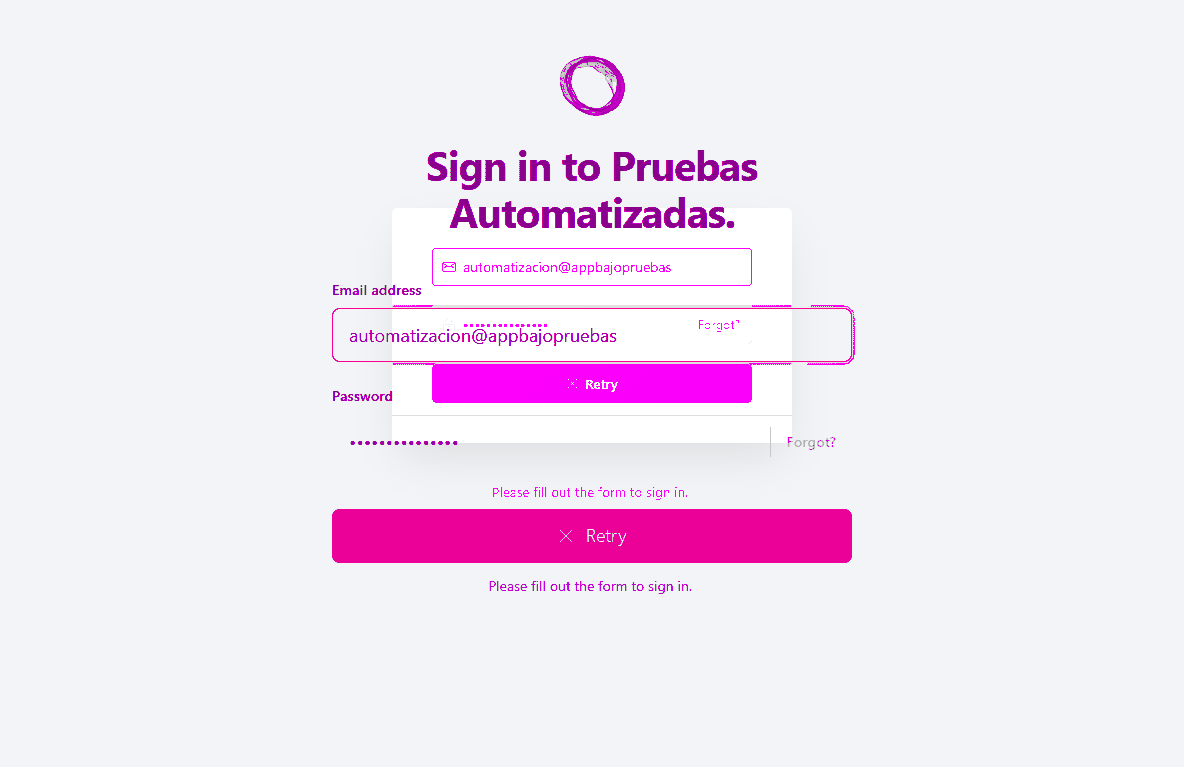 Sign in to Pruebas
Automatizadas.
automatizacion@appbajopruebas
Email address
Forgot?
automatizacion@appbajopruebas
Retry
Password
Forgot?
Please fill out the form to sign in.
Retry
Please fill out the form to sign in.